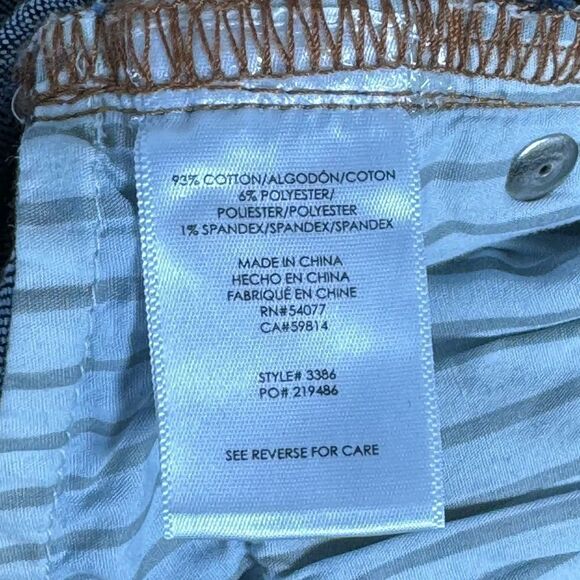 93% COTTON/ALGODÓN/COTON
6% POLYESTER/
POLIESTER/POLYESTER
1% SPANDEX/SPANDEX/SPANDEX
MADE IN CHINA
HECHO EN CHINA
FABRIQUÉ EN CHINE
RN#54077
CA#59814
STYLE# 3386
PO# 219486
SEE REVERSE FOR CARE